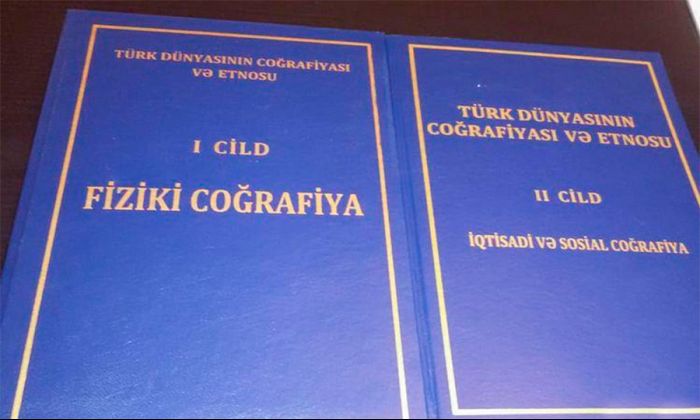 TÜRK DÜNYASININ COĞRAFİYASI
VƏ ETNOSU
I CİLD
FİZİKİ COĞRAFİYA
TÜRK DÜNYASININ
COĞRAFİYASI VƏ ETNOSU
II CİLD
İQTİSADİ VƏ SOSİAL COĞRAFİYA